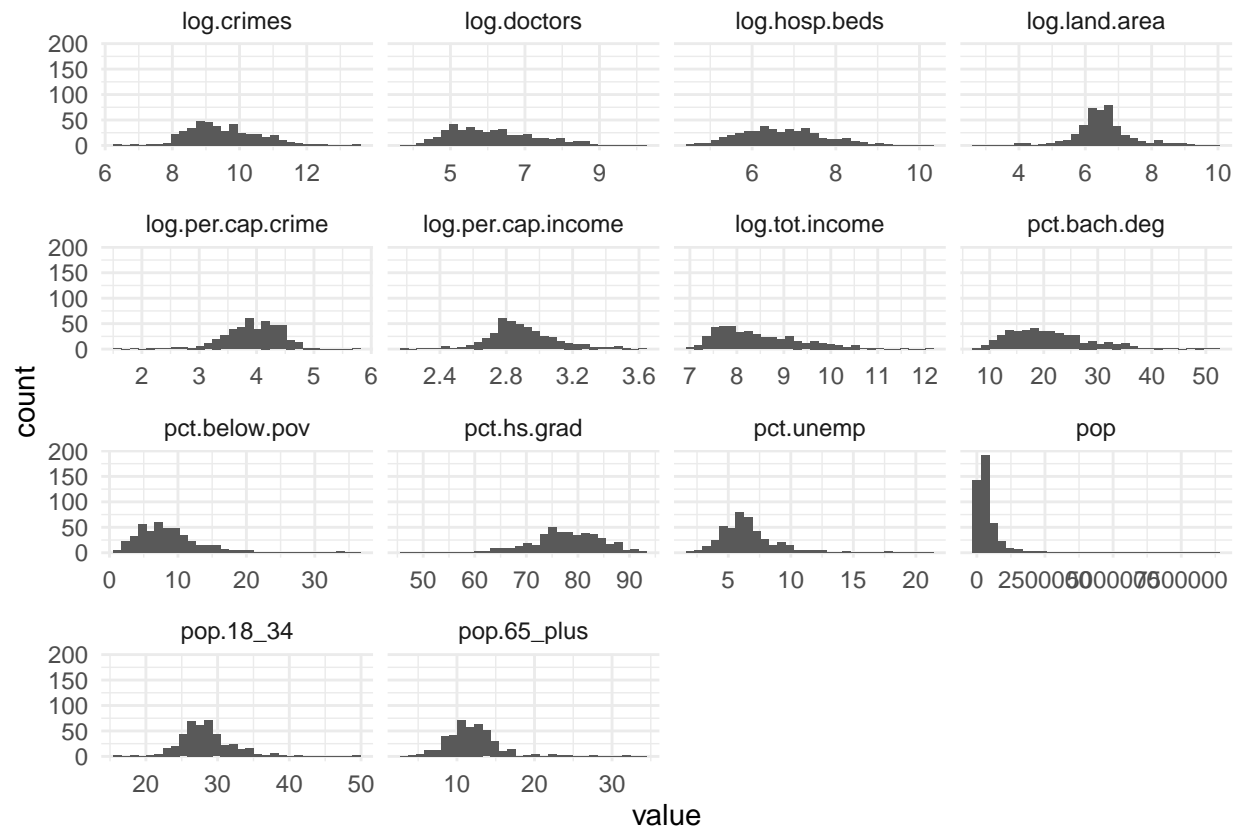 log.crimes log.doctors log.hosp.beds log.land.area
200
150
100
50
0
6 8 10 12 5 7 9 6 8 10 4 6 8 10
log.per.cap.crime log.per.cap.income log.tot.income pct.bach.deg
200
150
100
50
0
2 3 4 5 6 2.4 2.8 3.2 3.6 7 8 9 10 11 12 10 20 30 40 50
count
pct.below.pov pct.hs.grad pct.unemp pop
200
150
100
50
0
0 10 20 30 50 60 70 80 90 5 10 15 20 0 2500000 5000000 7500000
pop.18_34 pop.65_plus
200
150
100
50
0
20 30 40 50 10 20 30
value